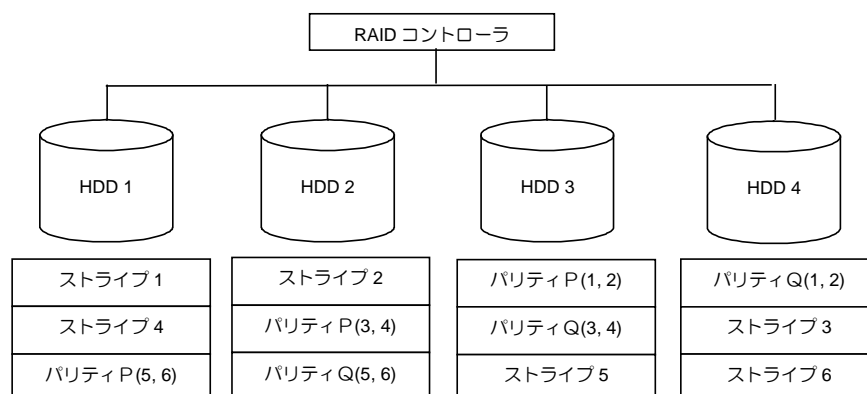 RAID コントローラ
HDD 1
HDD 2
HDD 3
HDD 4
ストライプ 1
ストライプ 2
パリティ P(1, 2)
パリティ Q(1, 2)
ストライプ 4
パリティ P(3, 4)
パリティ Q(3, 4)
ストライプ 3
パリティ P(5, 6)
パリティ Q(5, 6)
ストライプ 5
ストライプ 6